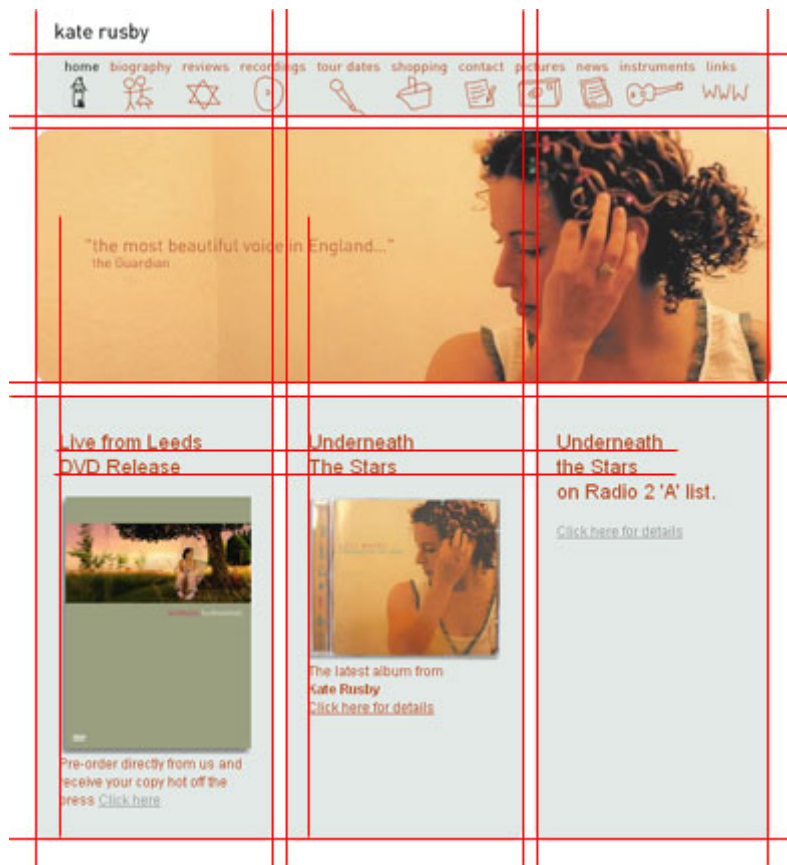 kate rusby
home biography reviews recordings tour dates shopping contact pictures news instruments links
www
"the most beautiful voice in England..."
the Guardian
Live from Leeds
DVD Release
Pre-order directly from us and
receive your copy hot off the
press Click here
Underneath
The Stars
The latest album from
Kate Rusby
Click here for details
Underneath
the Stars
on Radio 2 'A' list.
Click here for details